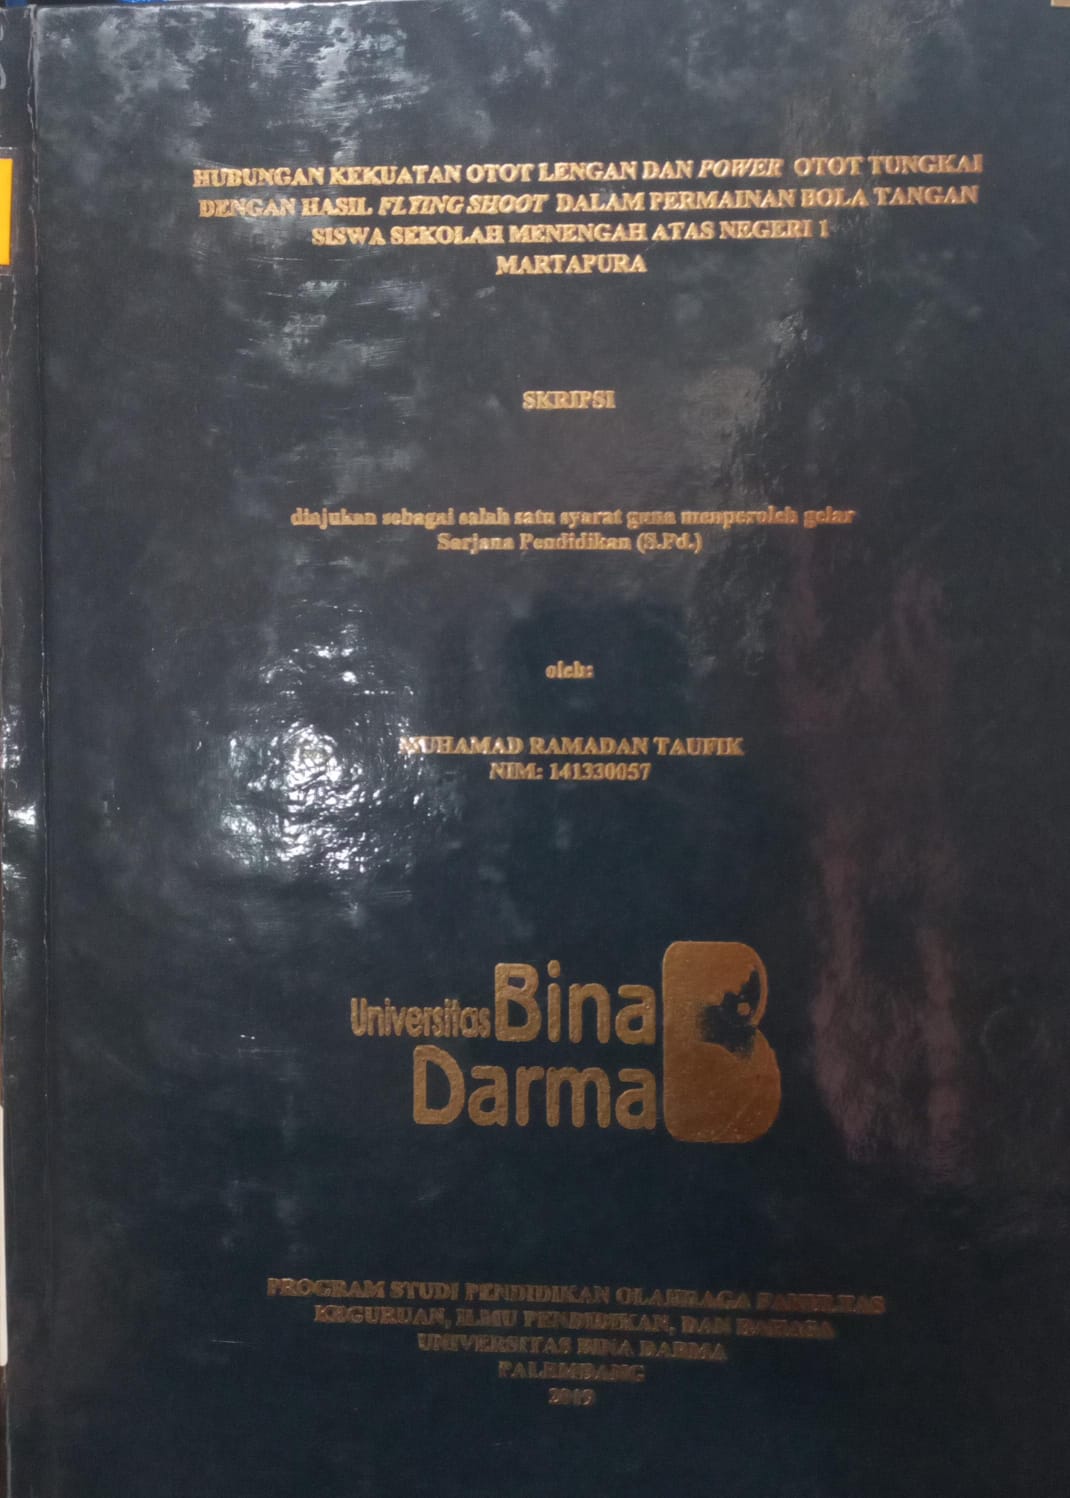 HUBUNGAN KEKUATAN OTOT LENGAN DAN POWER OTOT TUNGKAI
DENGAN HASIL FLYING SHOOT DALAM PERMAINAN BOLA TANGAN
SISWA SEKOLAH MENENGAH ATAS NEGERI 1
MARTAPURA
SKRIPSI
diajukan sebagai salah satu syarat guna memperoleh gelar
Sarjana Pendidikan (S.Pd.)
oleh:
MUHAMAD RAMADAN TAUFIK
NIM: 141330057
Universitas Bina
Darma
PROGRAM STUDI PENDIDIKAN OLAHRAGA FAKULTAS
KEGURUAN, ILMU PENDIDIKAN, DAN BAHASA
UNIVERSITAS BINA DARMA
PALEMBANG
2019